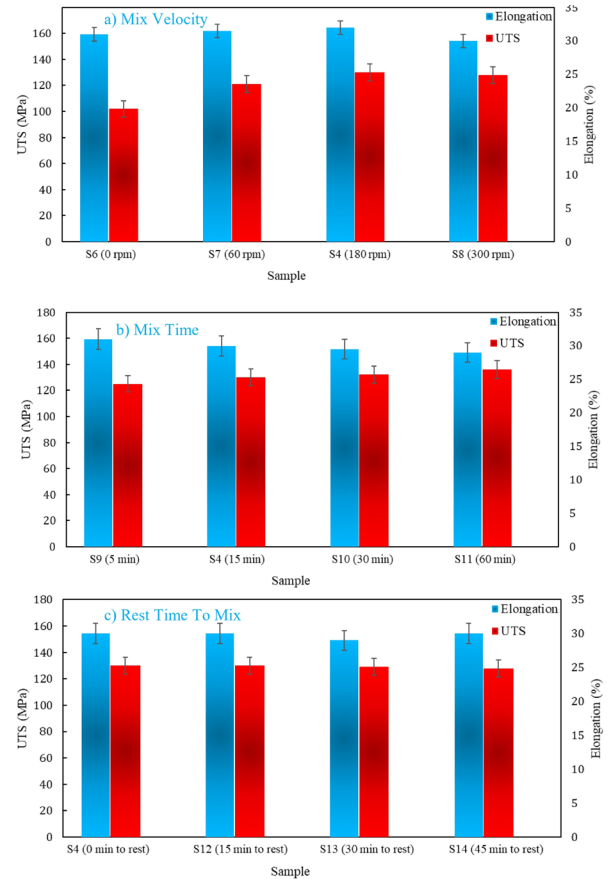 a) Mix Velocity
Elongation
UTS
160
140
120
100
80
60
40
20
0
UTS (MPa)
35
30
25
20
15
10
5
0
Elongation (%)
S6 (0 rpm) S7 (60 rpm) S4 (180 rpm) S8 (300 rpm)
Sample
b) Mix Time
Elongation
UTS
180
160
140
120
100
80
60
40
20
0
UTS (MPa)
35
30
25
20
15
10
5
0
Elongation (%)
S9 (5 min) S4 (15 min) S10 (30 min) S11 (60 min)
Sample
c) Rest Time To Mix
Elongation
UTS
180
160
140
120
100
80
60
40
20
0
UTS (MPa)
35
30
25
20
15
10
5
0
Elongation (%)
S4 (0 min to rest) S12 (15 min to rest) S13 (30 min to rest) S14 (45 min to rest)
Sample